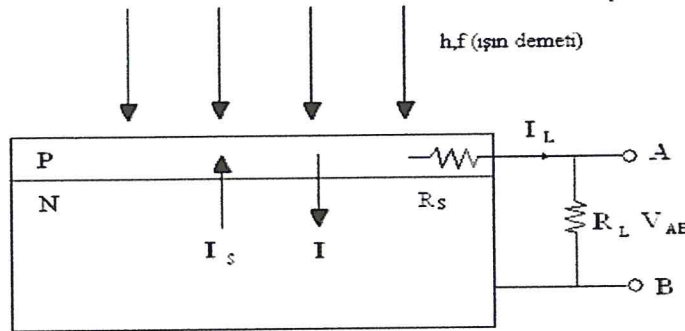 h,f (ışın demeti)
I L
P
A
N
R S
R L V AB
I s I
B